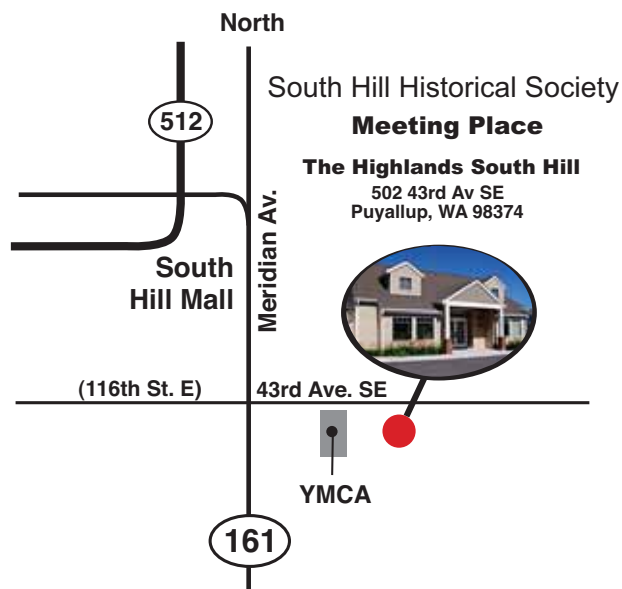 North
South Hill Historical Society
Meeting Place
512
The Highlands South Hill
502 43rd Av SE
Puyallup, WA 98374
Meridian Av.
South
Hill Mall
(116th St. E)
43rd Ave. SE
YMCA
161